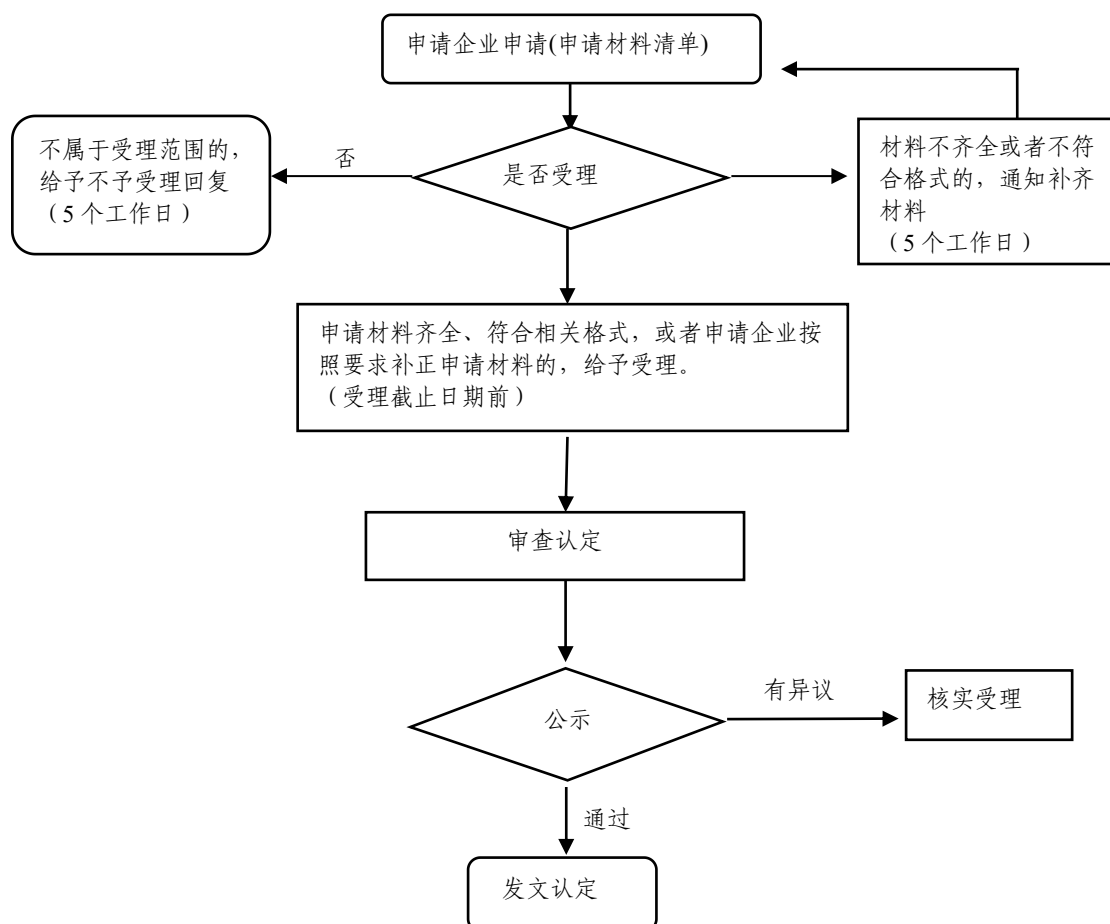 申请企业申请(申请材料清单)
不属于受理范围的，
给予不予受理回复
（5 个工作日）
否
是否受理
材料不齐全或者不符
合格式的，通知补齐
材料
（5 个工作日）
申请材料齐全、符合相关格式，或者申请企业按
照要求补正申请材料的，给予受理。
（受理截止日期前）
审查认定
公示
有异议
核实受理
通过
发文认定